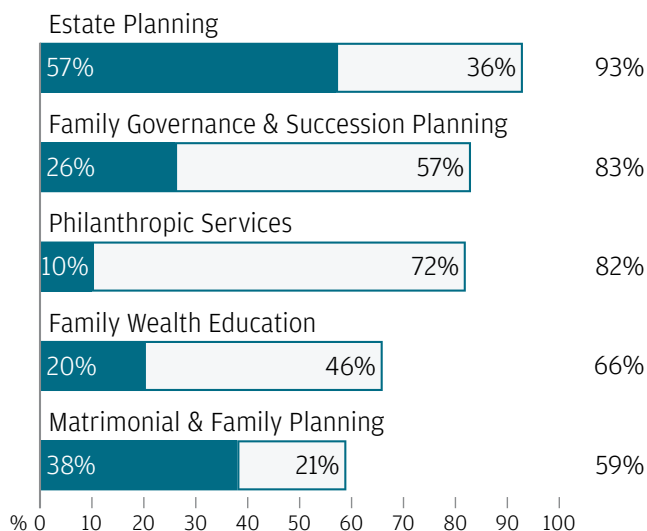 Estate Planning
57% 36% 93%
Family Governance & Succession Planning
26% 57% 83%
Philanthropic Services
10% 72% 82%
Family Wealth Education
20% 46% 66%
Matrimonial & Family Planning
38% 21% 59%
% 0 10 20 30 40 50 60 70 80 90 100